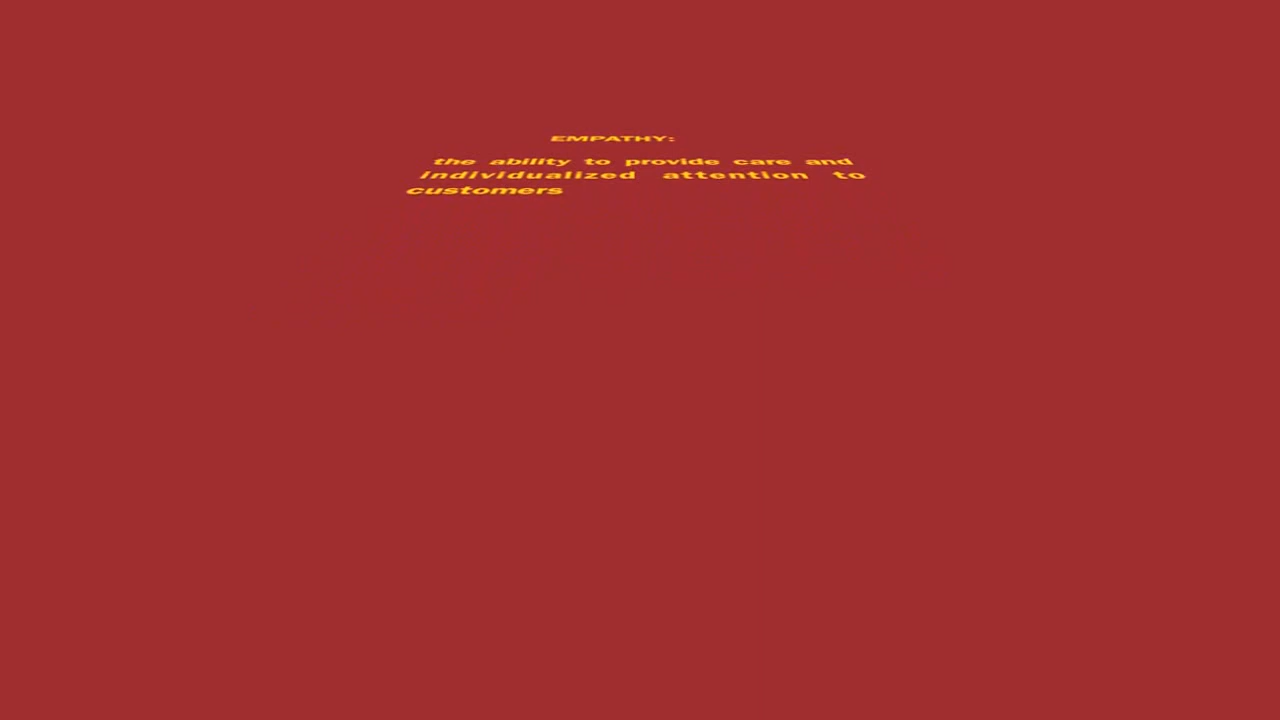 EMPATHY:
the ability to provide care and
individualized attention to
customers